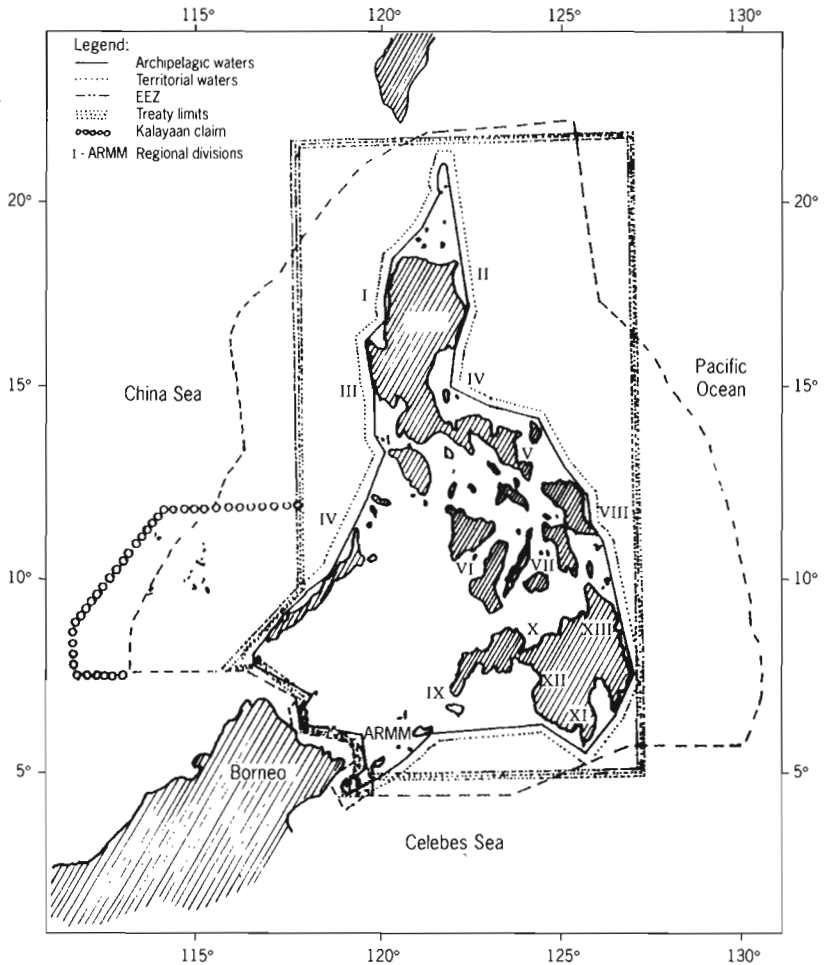 115° 120° 125° 130°
Legend:
Archipelagic waters
Territorial waters
EEZ
Treaty limits
Kalayaan claim
I - ARMM Regional divisions
20° 20°
II
I
Pacific
Ocean
15° 15°
China Sea
III
IV
V
IV
VIII
VI
VII
10° 10°
X
XIII
XII
IX
XI
ARMM
5° 5°
Borneo
Celebes Sea
115° 120° 125° 130°